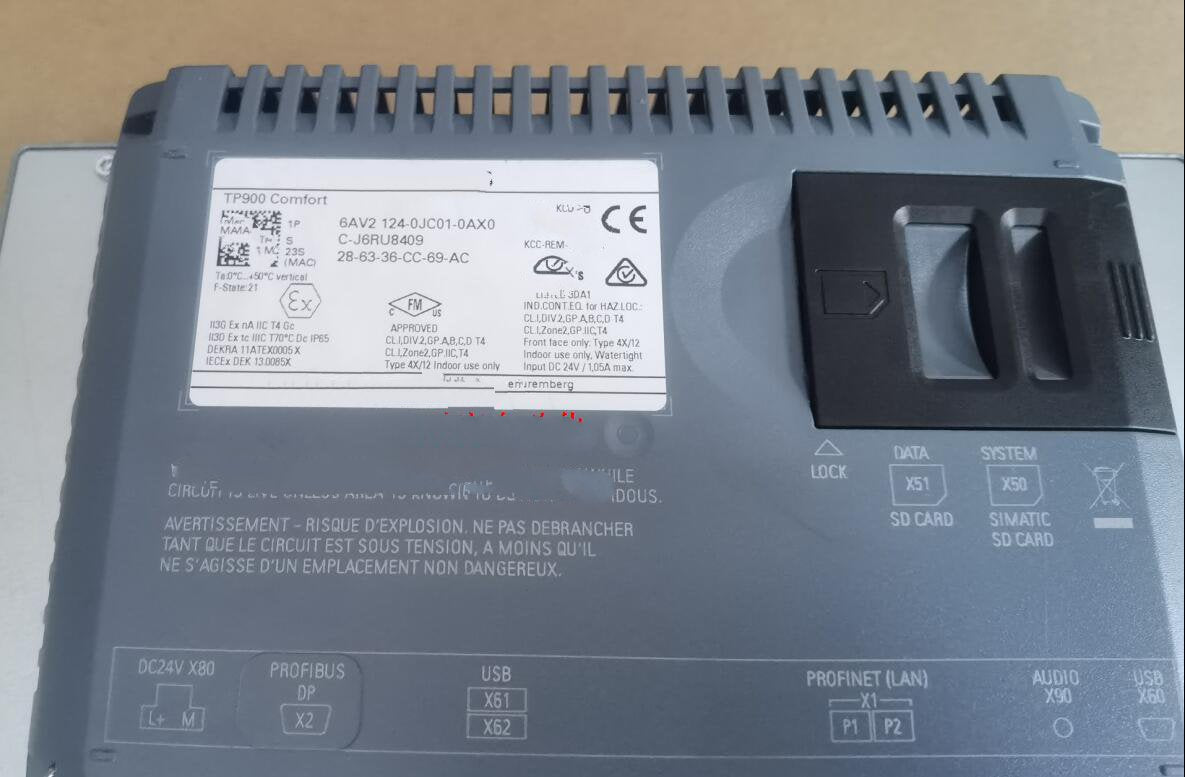 TP900 Comfort
1P 6AV2 124-0JC01-0AX0
S C-J6RU8409
23S
(MAC) 28-63-36-CC-69-AC
Ta:0°C...+50°C vertical
F-State: 21
Ex
II3G Ex nA IIC T4 Gc
II3D Ex tc IIIC T70°C Dc IP65
DEKRA 11ATEX0005 X
IECEx DEK 13.0085X
C FM US
APPROVED
CL.I,DIV.2,GP.A,B,C,D T4
CL.I,Zone2,GP.IIC,T4
Type 4X/12 Indoor use only
CE
KCC-REM-
IND.CONT.EQ. for HAZ.LOC.:
CL.I,DIV.2,GP.A,B,C,D T4
CL.I,Zone2,GP.IIC,T4
Front face only: Type 4X/12
Indoor use only, Watertight
Input DC 24V / 1,05A max.
AVERTISSEMENT - RISQUE D'EXPLOSION. NE PAS DEBRANCHER
TANT QUE LE CIRCUIT EST SOUS TENSION, A MOINS QU'IL
NE S'AGISSE D'UN EMPLACEMENT NON DANGEREUX.
LOCK
DATA
X51
SD CARD
SYSTEM
X50
SIMATIC
SD CARD
DC24V X80
L+ M
PROFIBUS
DP
X2
USB
X61
X62
PROFINET (LAN)
X1
P1 P2
AUDIO
X90
USB
X60